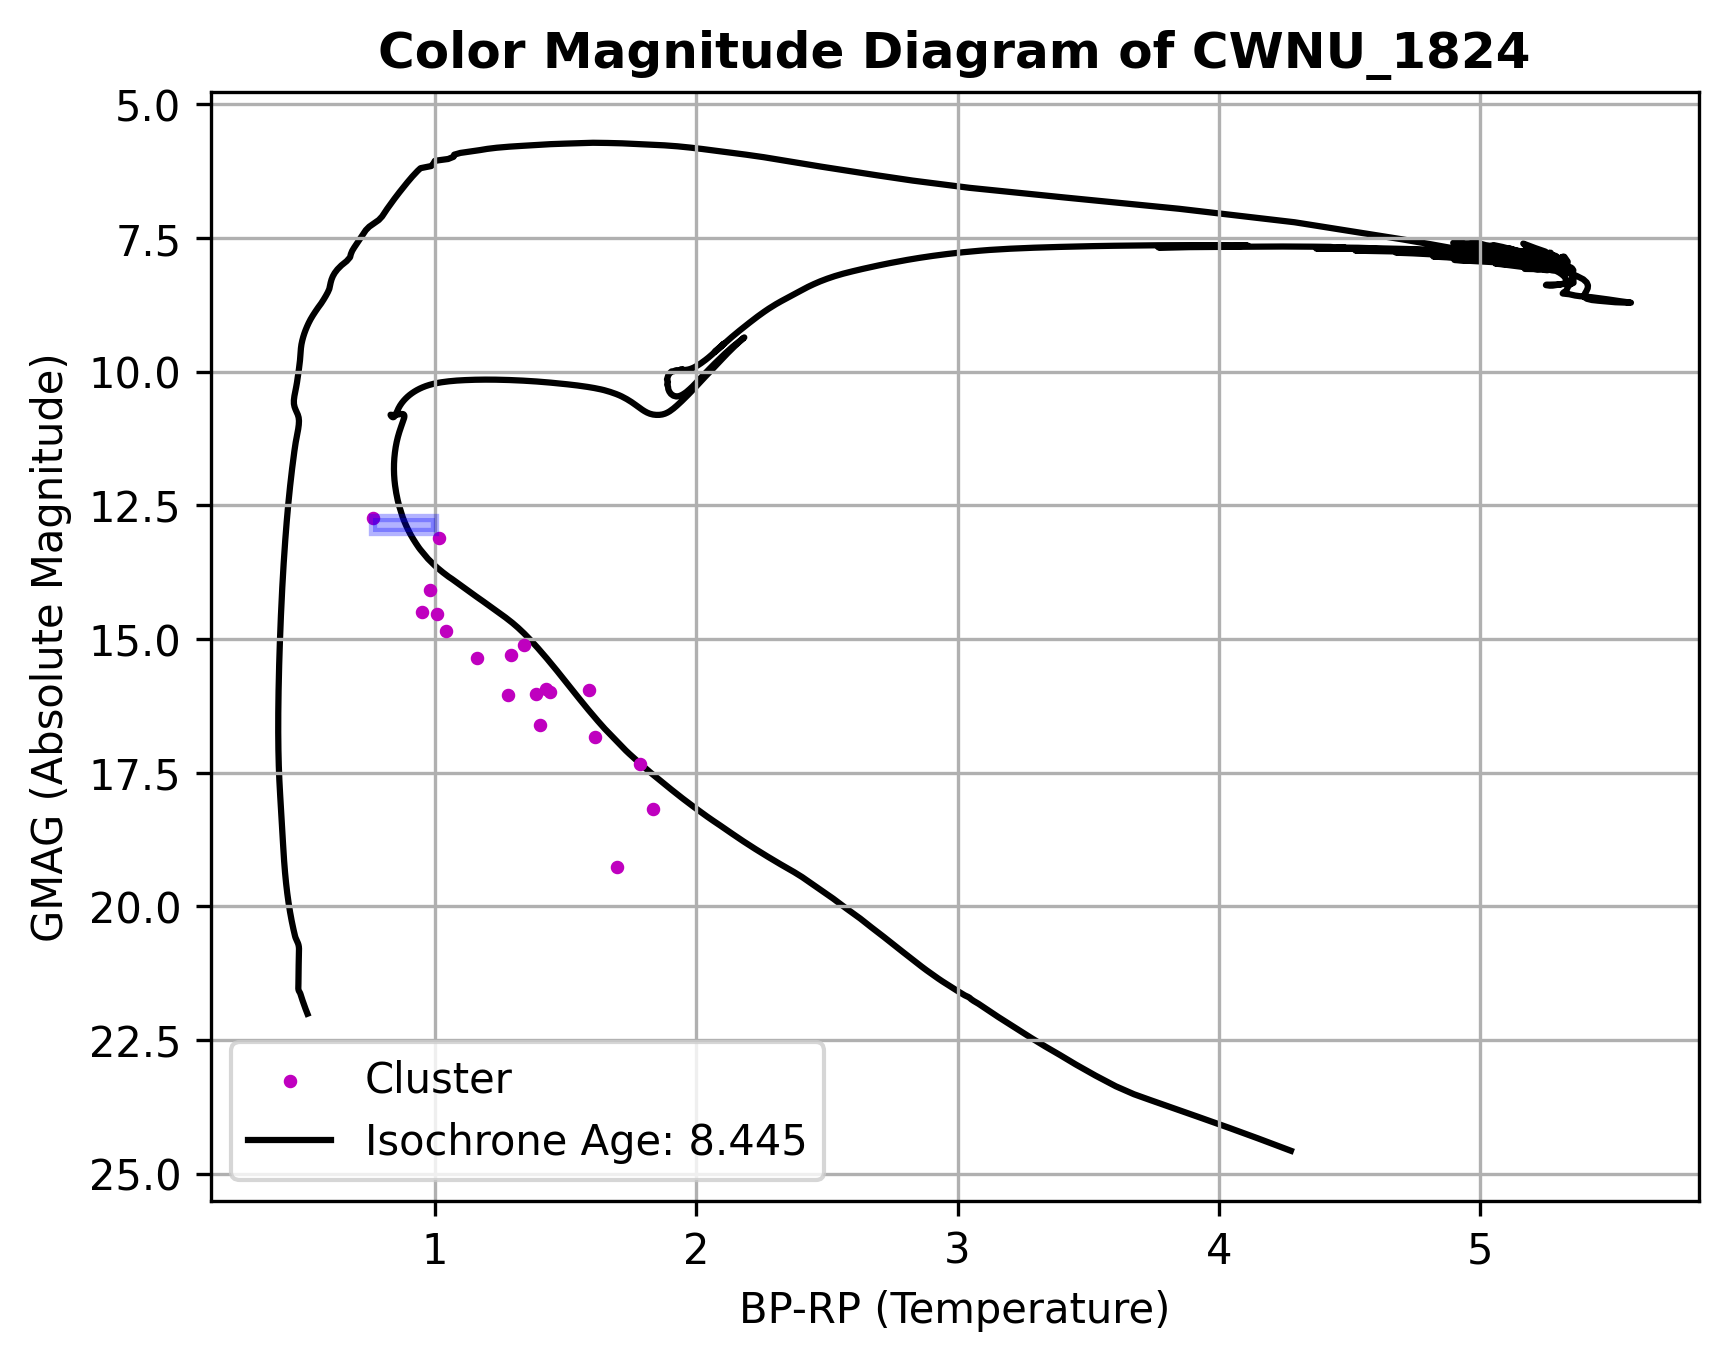 Color Magnitude Diagram of CWNU_1824
GMAG (Absolute Magnitude)
5.0
7.5
10.0
12.5
15.0
17.5
20.0
22.5
25.0
Cluster
Isochrone Age: 8.445
1 2 3 4 5
BP-RP (Temperature)